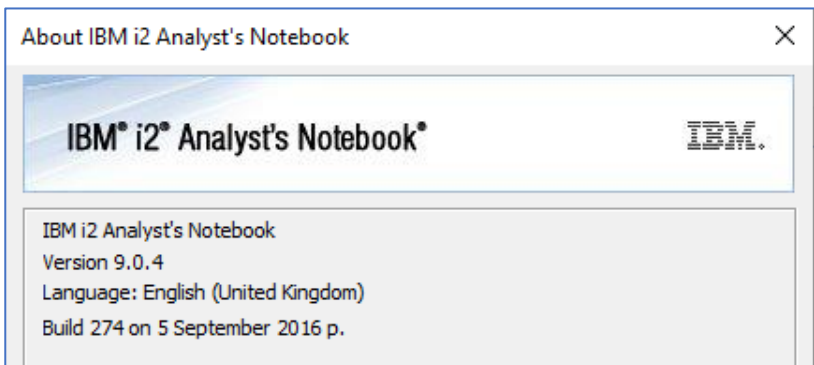 About IBM i2 Analyst's Notebook
IBM® i2® Analyst's Notebook®
IBM.
IBM i2 Analyst's Notebook
Version 9.0.4
Language: English (United Kingdom)
Build 274 on 5 September 2016 p.